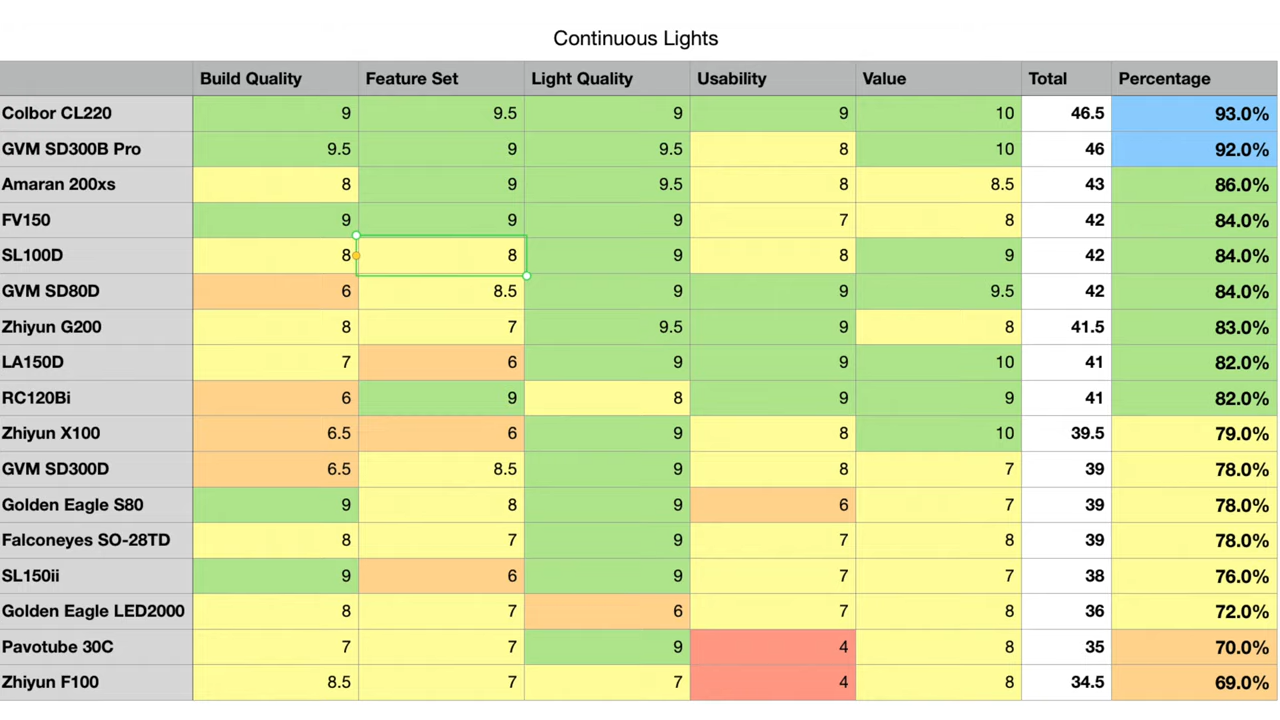 Continuous Lights
Build Quality Feature Set Light Quality Usability Value Total Percentage
Colbor CL220 9 9.5 9 9 10 46.5 93.0%
GVM SD300B Pro 9.5 9 9.5 8 10 46 92.0%
Amaran 200xs 8 9 9.5 8 8.5 43 86.0%
FV150 9 9 9 7 8 42 84.0%
SL100D 8 8 9 8 9 42 84.0%
GVM SD80D 6 8.5 9 9 9.5 42 84.0%
Zhiyun G200 8 7 9.5 9 8 41.5 83.0%
LA150D 7 6 9 9 10 41 82.0%
RC120Bi 6 9 8 9 9 41 82.0%
Zhiyun X100 6.5 6 9 8 10 39.5 79.0%
GVM SD300D 6.5 8.5 9 8 7 39 78.0%
Golden Eagle S80 9 8 9 6 7 39 78.0%
Falconeyes SO-28TD 8 7 9 7 8 39 78.0%
SL150ii 9 6 9 7 7 38 76.0%
Golden Eagle LED2000 8 7 6 7 8 36 72.0%
Pavotube 30C 7 7 9 4 8 35 70.0%
Zhiyun F100 8.5 7 7 4 8 34.5 69.0%